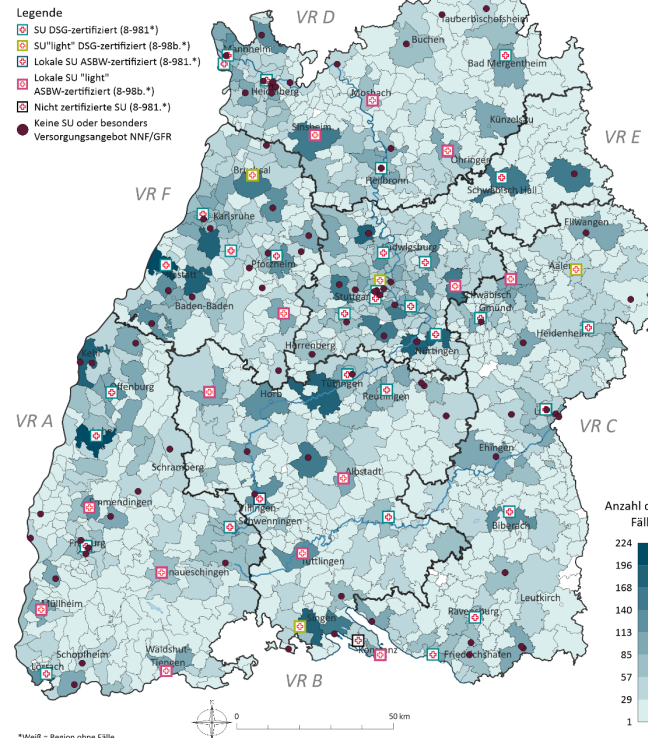 Legende
SU DSG-zertifiziert (8-981*)
SU"light" DSG-zertifiziert (8-98b.*)
Lokale SU ASBW-zertifiziert (8-981.*)
Lokale SU "light"
ASBW-zertifiziert (8-98b.*)
Nicht zertifizierte SU (8-981.*)
Keine SU oder besonders
Versorgungsangebot NNF/GFR
VR D
Tauberbischofsheim
Buchen
Mannheim
Bad Mergentheim
Heidelberg
Mosbach
Künzelsau
Sinsheim
VR E
Öhringen
Bruchsal
Heilbronn
Schwäbisch Hall
VR F
Karlsruhe
Ellwangen
Ludwigsburg
Pforzheim
Aalen
Rastatt
Stuttgart
Schwäbisch
Gmünd
Baden-Baden
Heidenheim
Herrenberg
Nürtingen
Kehl
Tübingen
Offenburg
Horb
Reutlingen
VR A
VR C
Ehingen
Schramberg
Albstadt
Emmendingen
Villingen-
Schwenningen
Biberach
Freiburg
Tuttlingen
Donaueschingen
Leutkirch
Müllheim
Singen
Ravensburg
Schopfheim
Waldshut-
Tiengen
Konstanz
Friedrichshafen
Lörrach
VR B
Anzahl
Fäll
224
196
168
140
113
85
57
29
1
N
0
50 km
*Weiß = Region ohne Fälle